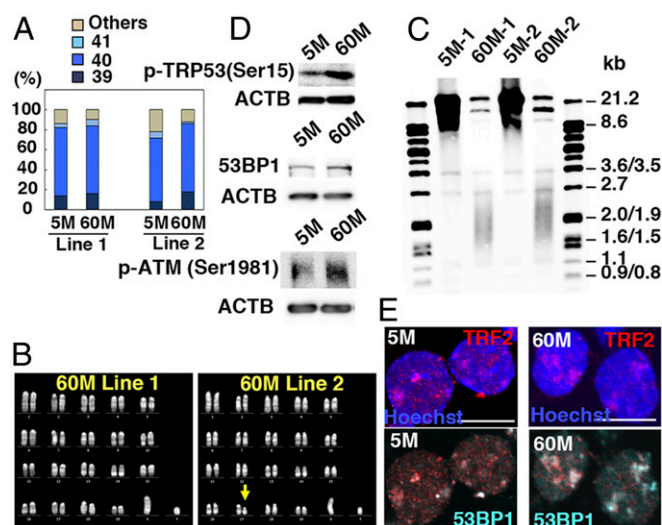 A
Others
41
40
39
(%)
100
80
60
40
20
0
5M 60M 5M 60M
Line 1 Line 2
D
5M 60M
p-TRP53(Ser15)
ACTB
5M 60M
53BP1
ACTB
5M 60M
p-ATM (Ser1981)
ACTB
C
5M-1 60M-1 5M-2 60M-2
kb
21.2
8.6
3.6/3.5
2.7
2.0/1.9
1.6/1.5
1.1
0.9/0.8
B
60M Line 1
60M Line 2
E
5M TRF2
Hoechst
60M TRF2
5M
60M
53BP1